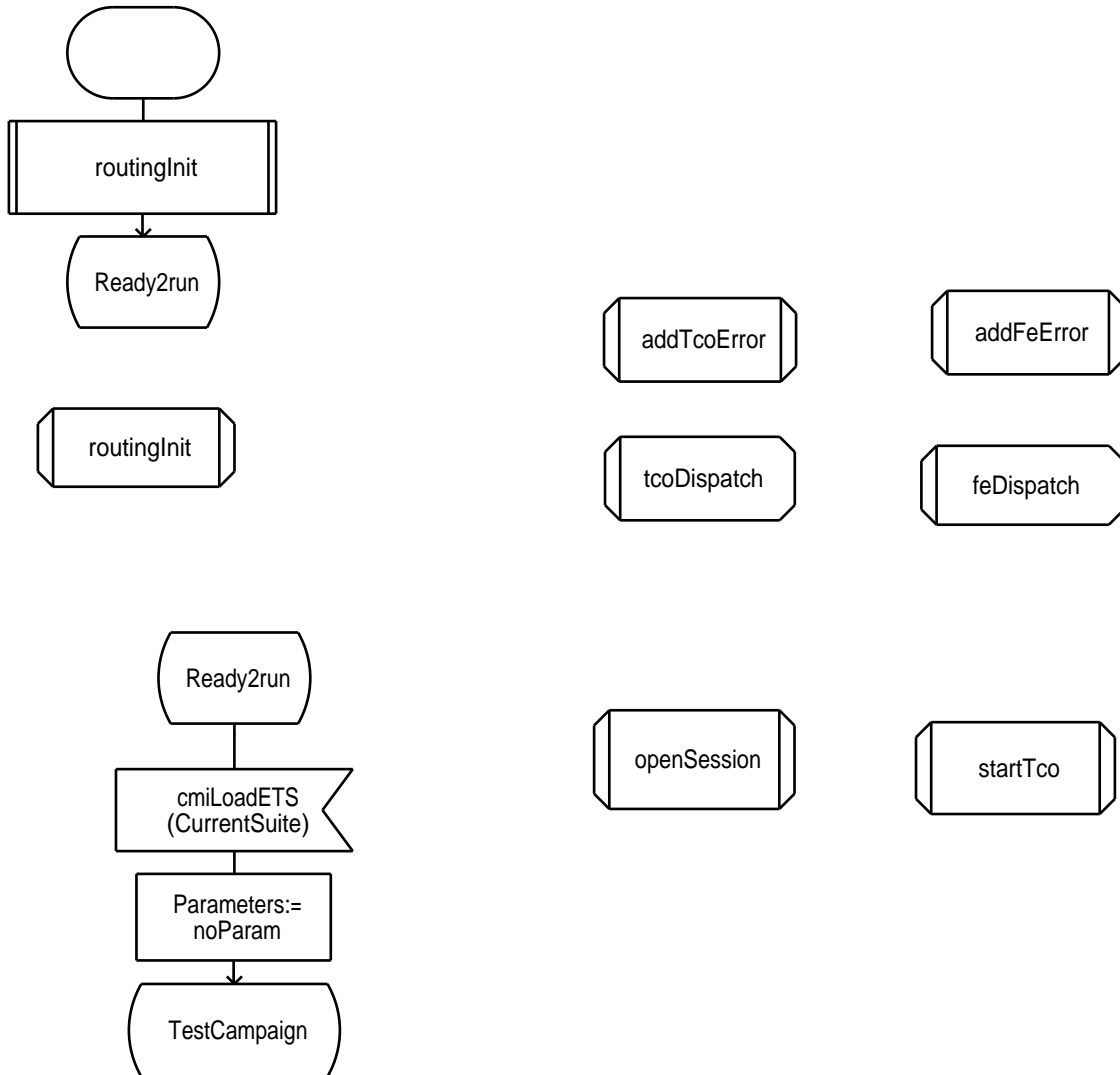 routingInit
Ready2run
addTcoError
addFeError
routingInit
tcoDispatch
feDispatch
Ready2run
openSession
startTco
cmiLoadETS
(CurrentSuite)
Parameters:=
noParam
TestCampaign